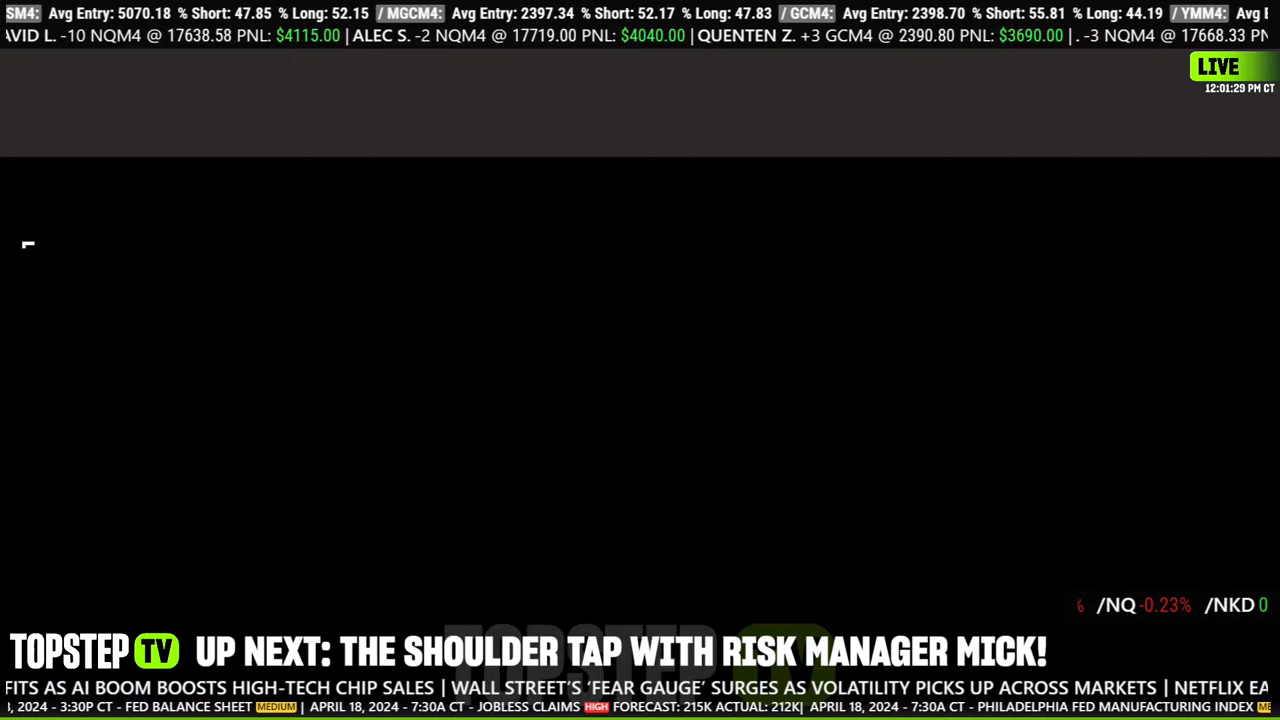 SM4: Avg Entry: 5070.18 % Short: 47.85 % Long: 52.15 / MGCM4: Avg Entry: 2397.34 % Short: 52.17 % Long: 47.83 / GCM4: Avg Entry: 2398.70 % Short: 55.81 % Long: 44.19 / YMM4: Avg E
AVID L. -10 NQM4 @ 17638.58 PNL: $4115.00 | ALEC S. -2 NQM4 @ 17719.00 PNL: $4040.00 | QUENTEN Z. +3 GCM4 @ 2390.80 PNL: $3690.00 | . -3 NQM4 @ 17668.33 PN
LIVE
12:01:29 PM CT
% /NQ -0.23% /NKD 0
TOPSTEP TV UP NEXT: THE SHOULDER TAP WITH RISK MANAGER MICK!
TOPSTEP
FITS AS AI BOOM BOOSTS HIGH-TECH CHIP SALES | WALL STREET'S 'FEAR GAUGE' SURGES AS VOLATILITY PICKS UP ACROSS MARKETS | NETFLIX EA
, 2024 - 3:30P CT - FED BALANCE SHEET MEDIUM | APRIL 18, 2024 - 7:30A CT - JOBLESS CLAIMS HIGH FORECAST: 215K ACTUAL: 212K| APRIL 18, 2024 - 7:30A CT - PHILADELPHIA FED MANUFACTURING INDEX ME